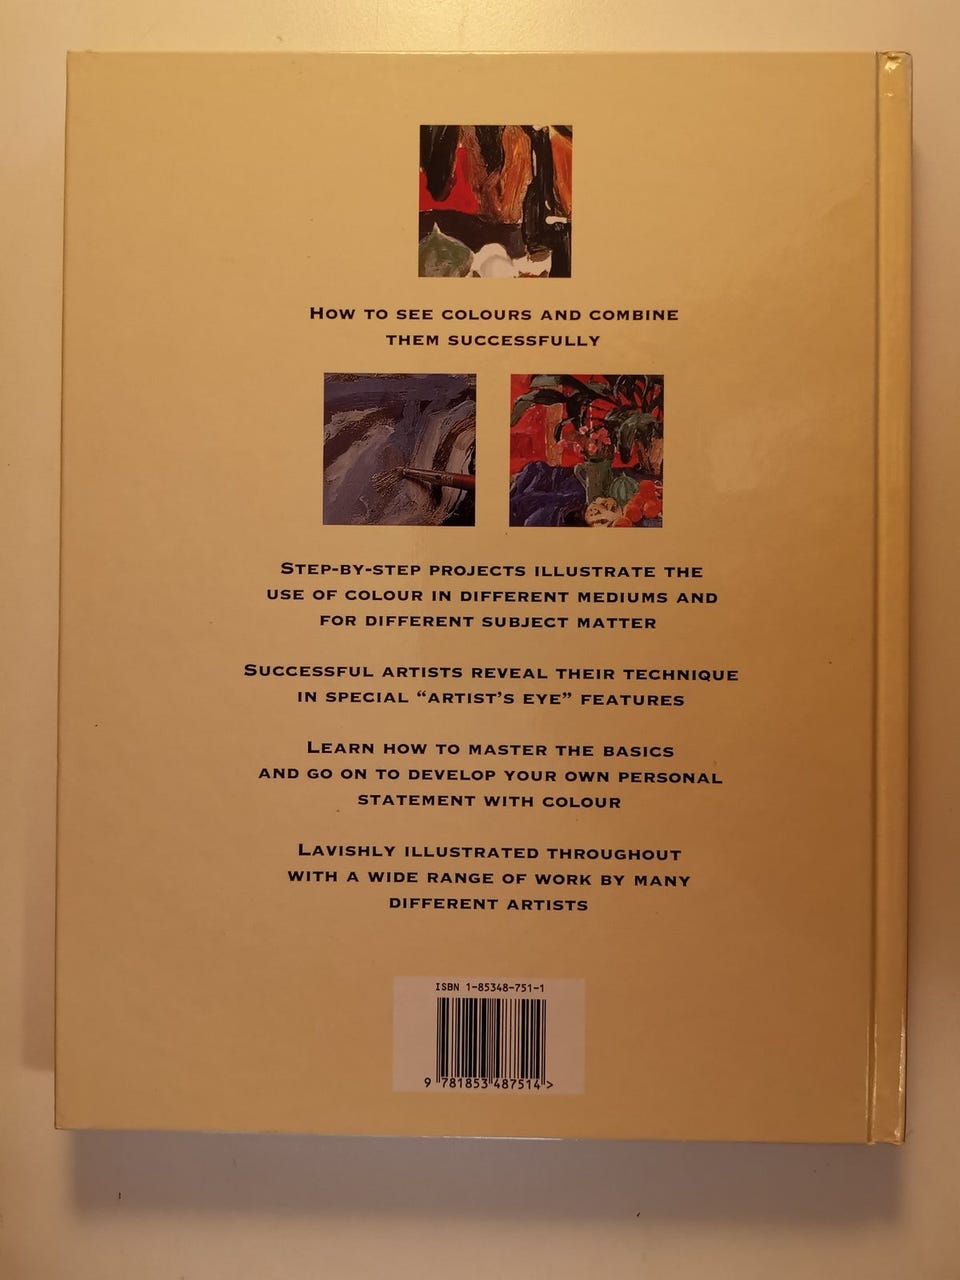 How to see colours and combine
them successfully
Step-by-step projects illustrate the
use of colour in different mediums and
for different subject matter
Successful artists reveal their technique
in special “artist’s eye” features
Learn how to master the basics
and go on to develop your own personal
statement with colour
Lavishly illustrated throughout
with a wide range of work by many
different artists
ISBN 1-85348-751-1
9 781853 487514 >